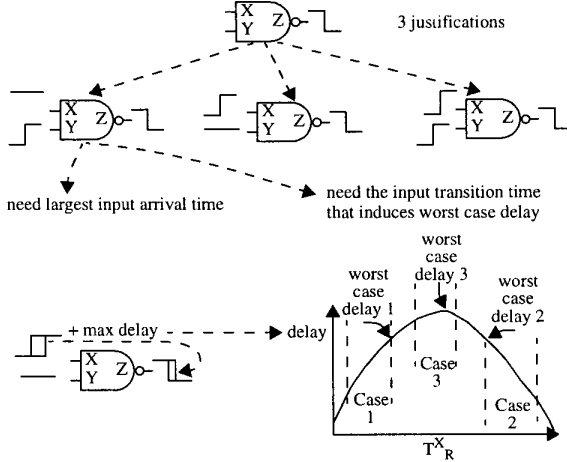 X
Y
Z
3 jusufications
X
Y
Z
X
Y
Z
X
Y
Z
need largest input arrival time
need the input transition time
that induces worst case delay
worst
case
delay 1
worst
case
delay 3
worst
case
delay 2
+ max delay
delay
X
Y
Z
Case
1
Case
3
Case
2
T^X_R